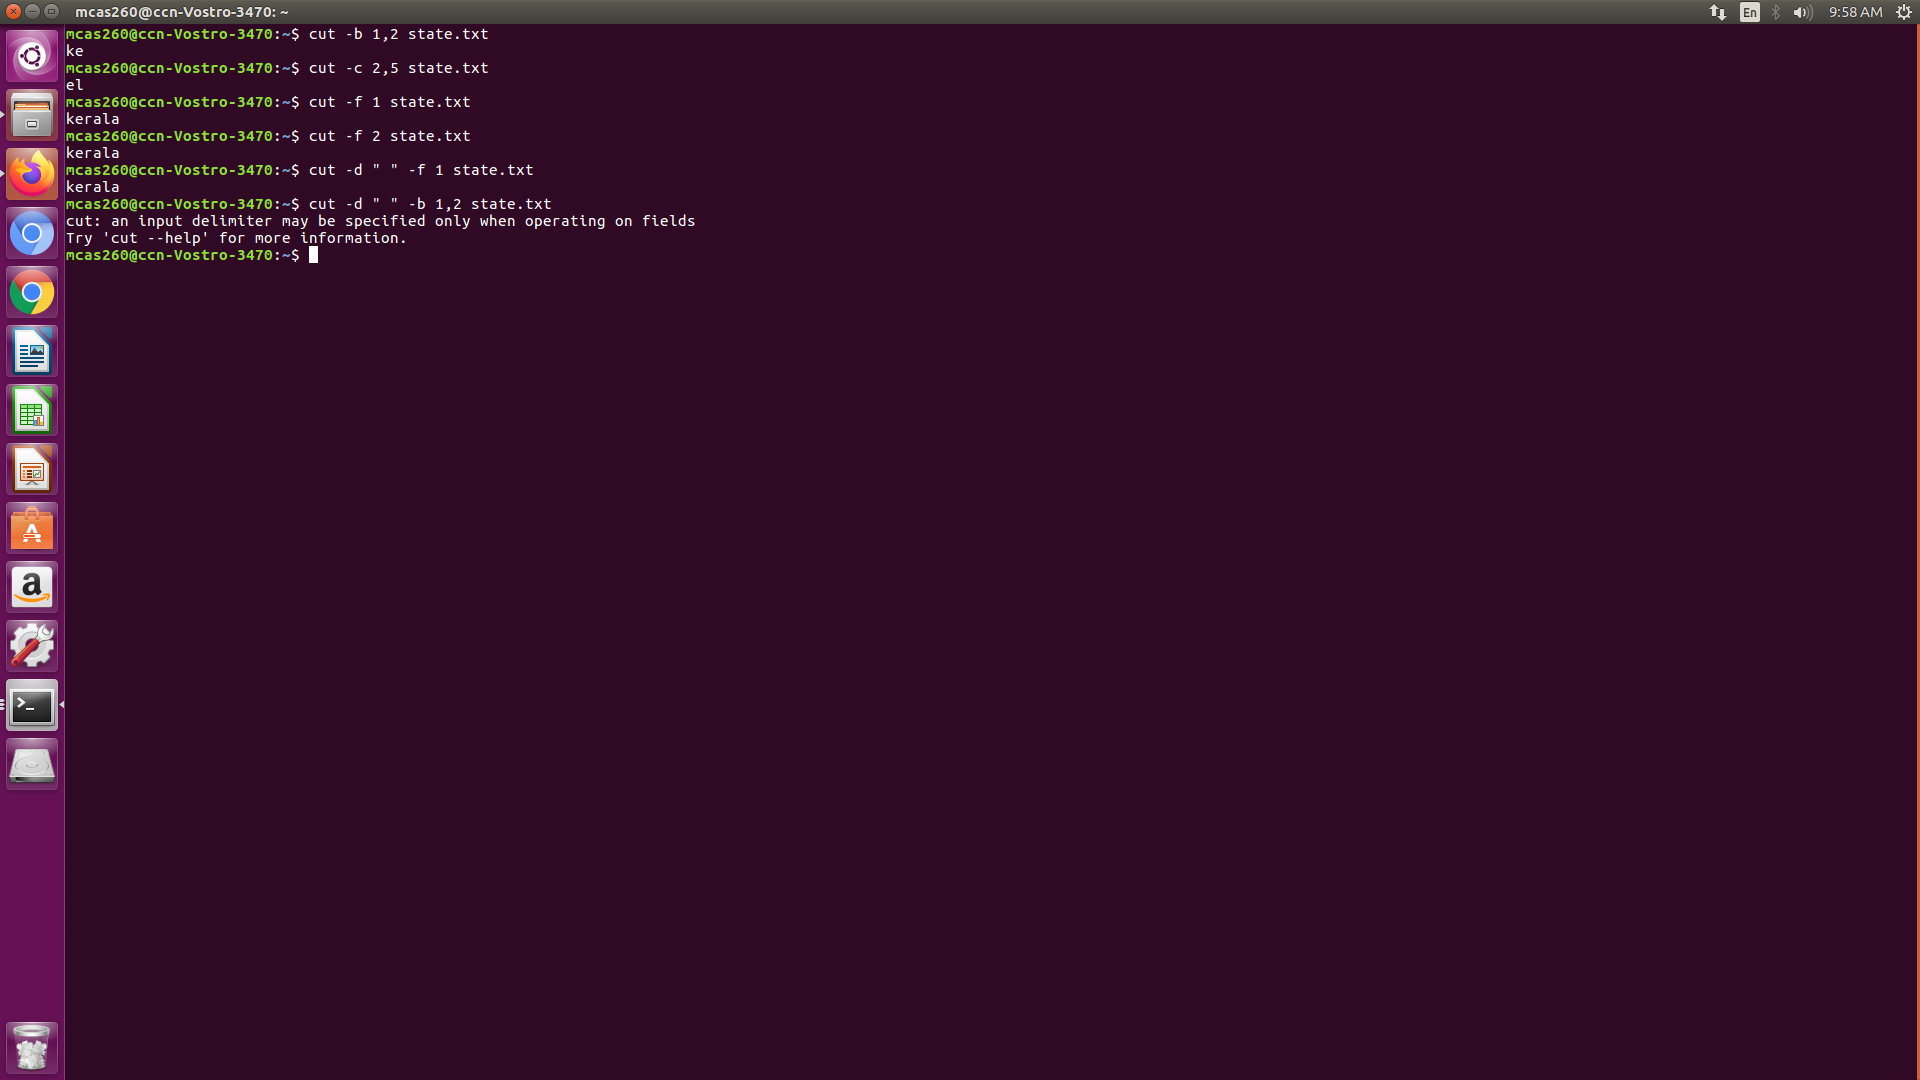 mcas260@ccn-Vostro-3470: ~
En
9:58 AM
mcas260@ccn-Vostro-3470:~$ cut -b 1,2 state.txt
ke
mcas260@ccn-Vostro-3470:~$ cut -c 2,5 state.txt
el
mcas260@ccn-Vostro-3470:~$ cut -f 1 state.txt
kerala
mcas260@ccn-Vostro-3470:~$ cut -f 2 state.txt
kerala
mcas260@ccn-Vostro-3470:~$ cut -d " " -f 1 state.txt
kerala
mcas260@ccn-Vostro-3470:~$ cut -d " " -b 1,2 state.txt
cut: an input delimiter may be specified only when operating on fields
Try 'cut --help' for more information.
mcas260@ccn-Vostro-3470:~$